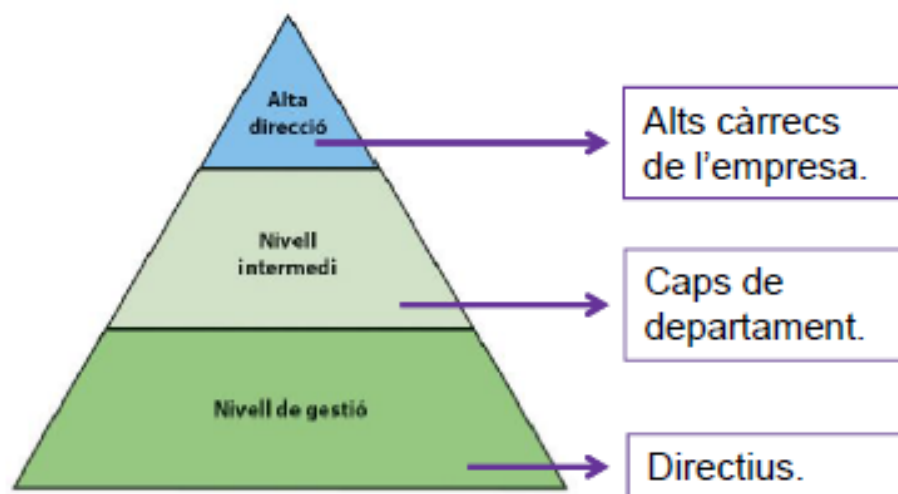 Alta
direcció
Alts càrrecs
de l'empresa.
Nivell
intermedi
Caps de
departament.
Nivell de gestió
Directius.